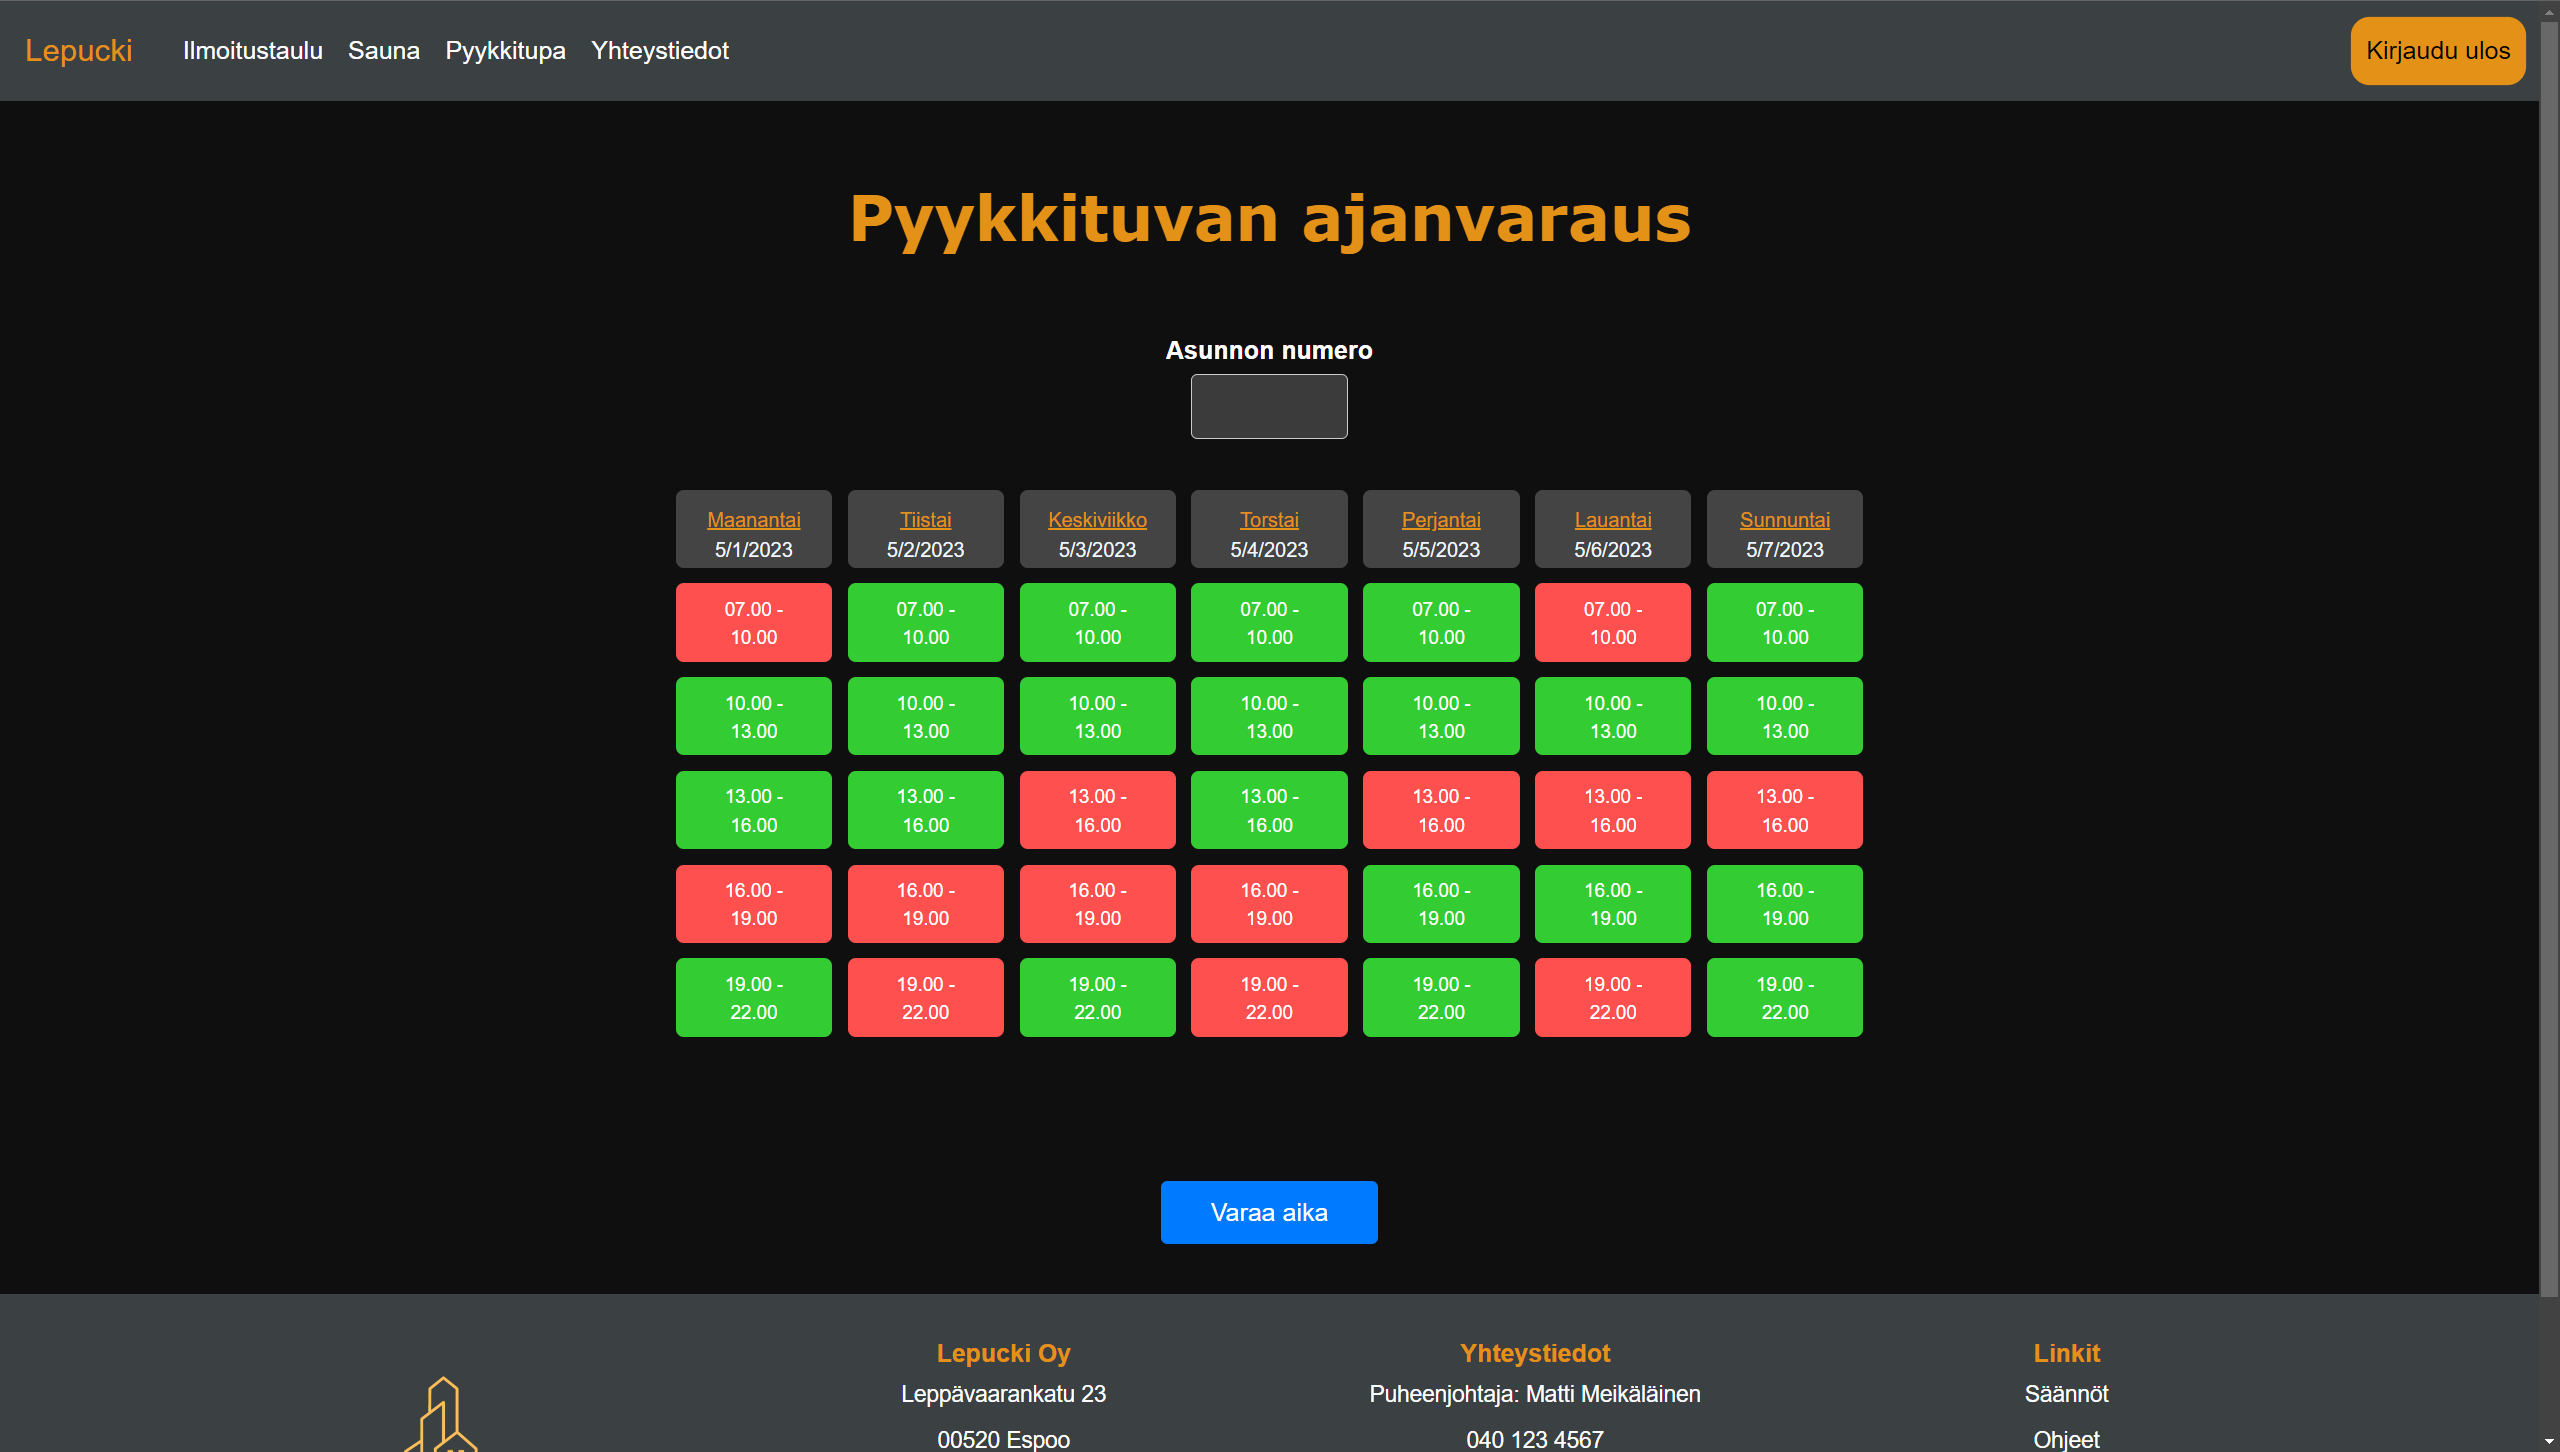 Lepucki Ilmoitustaulu Sauna Pyykkitupa Yhteystiedot Kirjaudu ulos
Pyykkituvan ajanvaraus
Asunnon numero
Maanantai Tiistai Keskiviikko Torstai Perjantai Lauantai Sunnuntai
5/1/2023 5/2/2023 5/3/2023 5/4/2023 5/5/2023 5/6/2023 5/7/2023
07.00 - 07.00 - 07.00 - 07.00 - 07.00 - 07.00 - 07.00 -
10.00 10.00 10.00 10.00 10.00 10.00 10.00
10.00 - 10.00 - 10.00 - 10.00 - 10.00 - 10.00 - 10.00 -
13.00 13.00 13.00 13.00 13.00 13.00 13.00
13.00 - 13.00 - 13.00 - 13.00 - 13.00 - 13.00 - 13.00 -
16.00 16.00 16.00 16.00 16.00 16.00 16.00
16.00 - 16.00 - 16.00 - 16.00 - 16.00 - 16.00 - 16.00 -
19.00 19.00 19.00 19.00 19.00 19.00 19.00
19.00 - 19.00 - 19.00 - 19.00 - 19.00 - 19.00 - 19.00 -
22.00 22.00 22.00 22.00 22.00 22.00 22.00
Varaa aika
Lepucki Oy Yhteystiedot Linkit
Leppävaarankatu 23 Puheenjohtaja: Matti Meikäläinen Säännöt
00520 Espoo 040 123 4567 Ohjeet